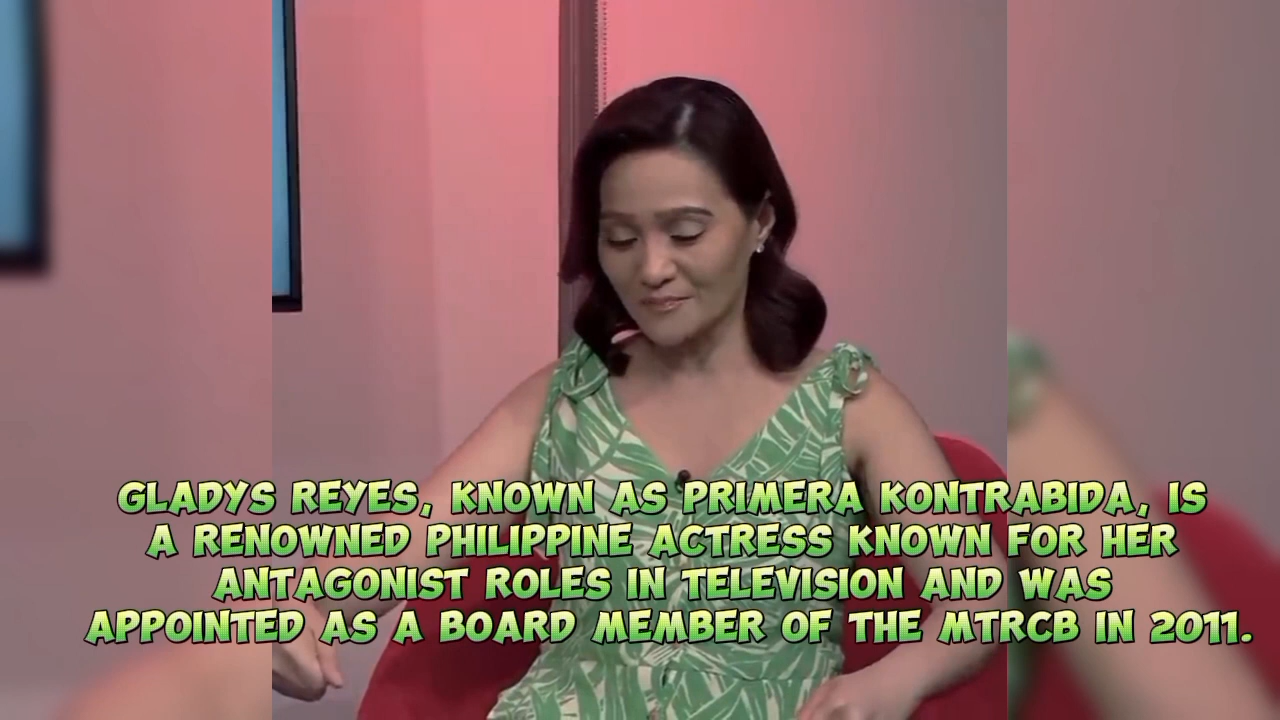 GLADYS REYES, KNOWN AS PRIMERA KONTRABIDA, IS
A RENOWNED PHILIPPINE ACTRESS KNOWN FOR HER
ANTAGONIST ROLES IN TELEVISION AND WAS
APPOINTED AS A BOARD MEMBER OF THE MTRCB IN 2011.